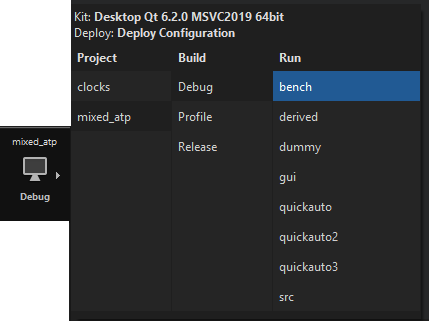 Kit: Desktop Qt 6.2.0 MSVC2019 64bit
Deploy: Deploy Configuration
Project Build Run
clocks Debug bench
mixed_atp Profile derived
Release dummy
gui
quickauto
quickauto2
quickauto3
src
mixed_atp
Debug